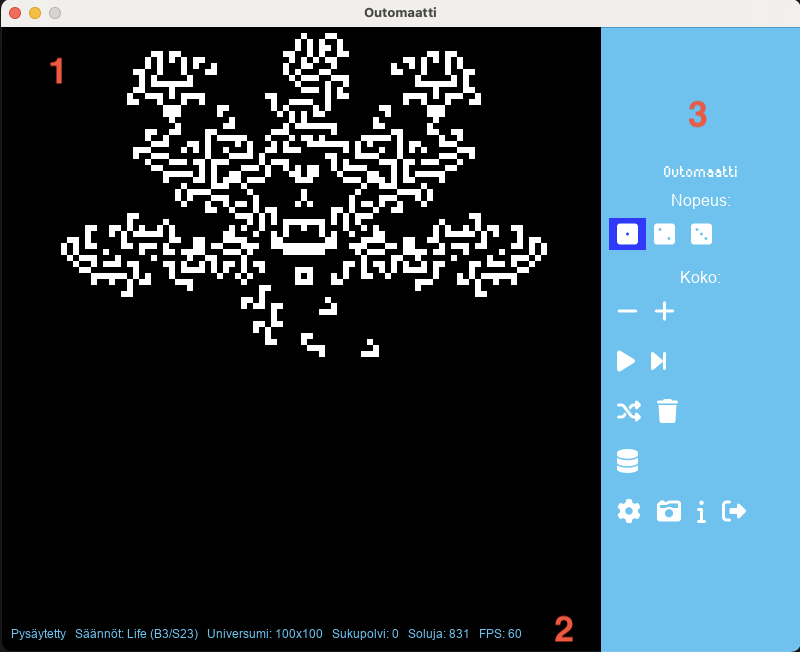 Outomaatti
1
3
Outomaatti
Nopeus:
Koko:
Pysäytetty Säännöt: Life (B3/S23) Universumi: 100x100 Sukupolvi: 0 Soluja: 831 FPS: 60
2